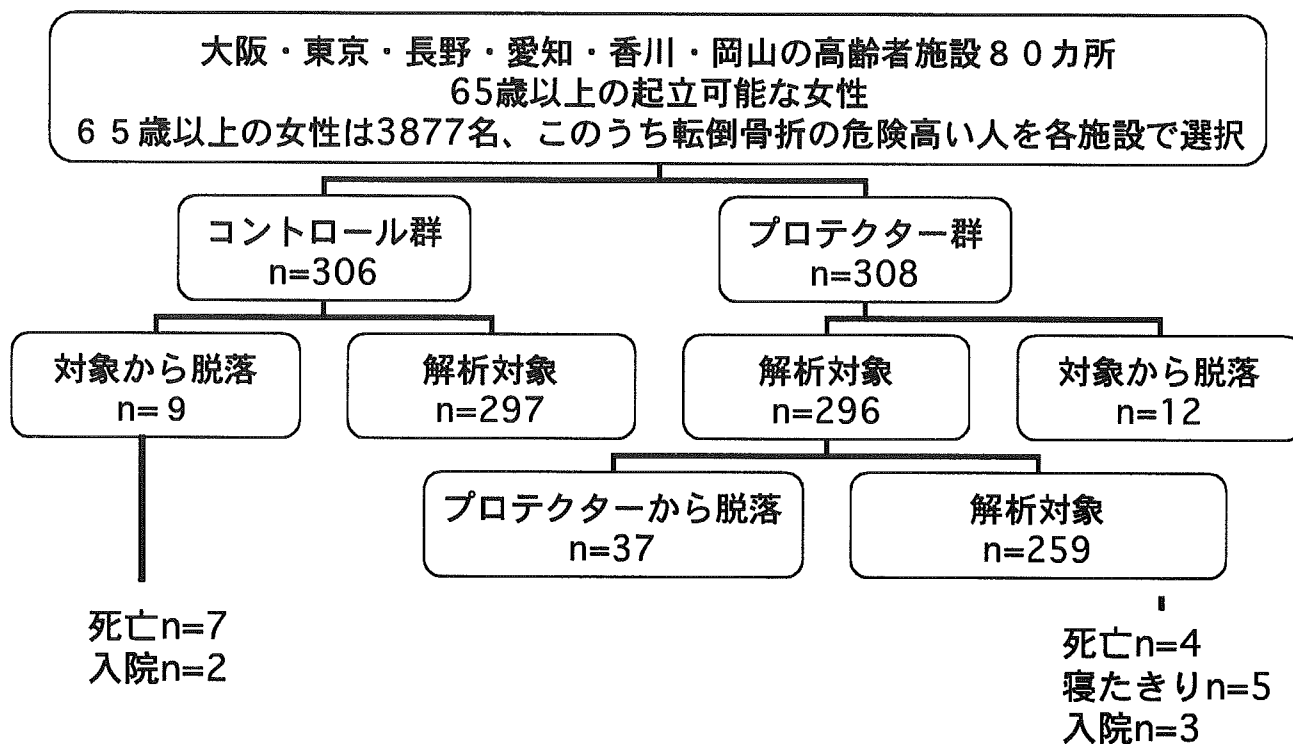 大阪・東京・長野・愛知・香川・岡山の高齢者施設８０カ所
65歳以上の起立可能な女性
６５歳以上の女性は3877名、このうち転倒骨折の危険高い人を各施設で選択
コントロール群
n=306
プロテクター群
n=308
対象から脱落
n=９
解析対象
n=297
解析対象
n=296
対象から脱落
n=12
プロテクターから脱落
n=37
解析対象
n=259
死亡n=7
入院n=2
死亡n=4
寝たきりn=5
入院n=3